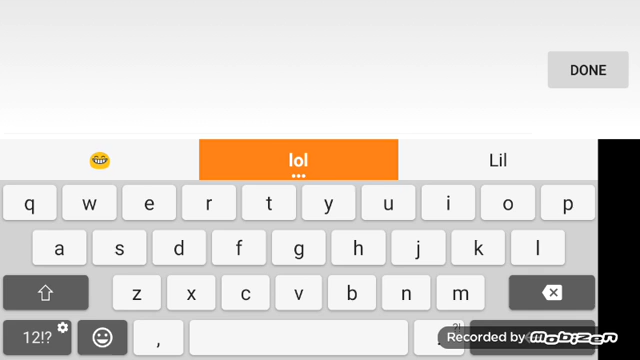 DONE
😁 lol Lil
q w e r t y u i o p
a s d f g h j k l
z x c v b n m
12!? , . ?!
Recorded by mobizen